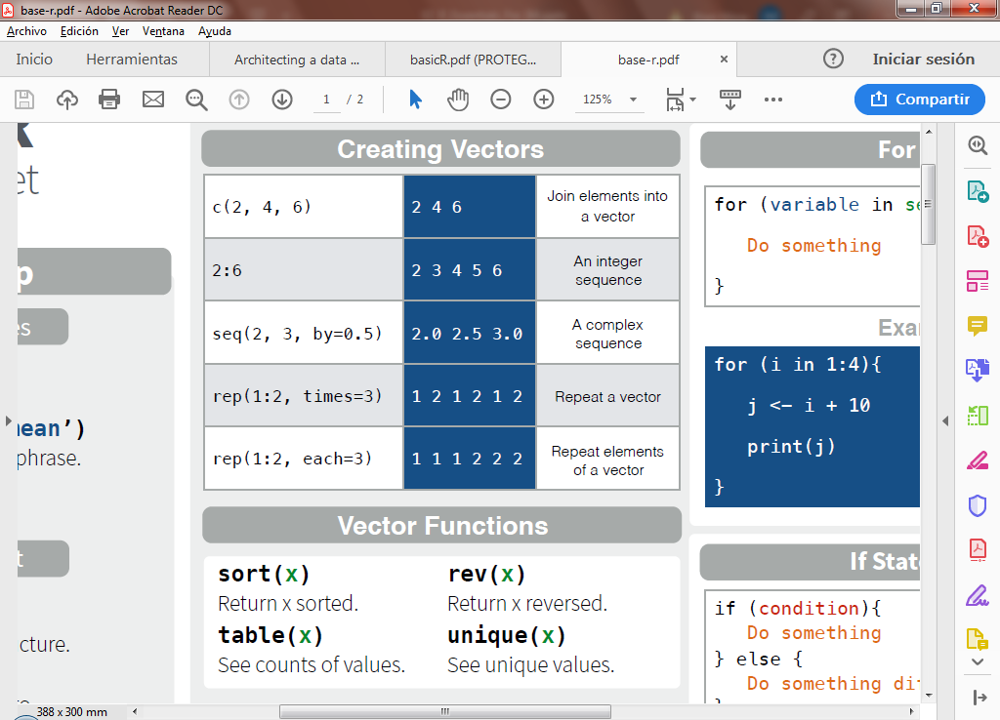 base-r.pdf - Adobe Acrobat Reader DC
Archivo Edición Ver Ventana Ayuda
Inicio Herramientas Architecting a data ... basicR.pdf (PROTEG... base-r.pdf × Iniciar sesión
1 / 2 125% Compartir
et
p
es
mean’)
phrase.
t
cture.
Creating Vectors
c(2, 4, 6) 2 4 6 Join elements into
a vector
2:6 2 3 4 5 6 An integer
sequence
seq(2, 3, by=0.5) 2.0 2.5 3.0 A complex
sequence
rep(1:2, times=3) 1 2 1 2 1 2 Repeat a vector
rep(1:2, each=3) 1 1 1 2 2 2 Repeat elements
of a vector
Vector Functions
sort(x) rev(x)
Return x sorted. Return x reversed.
table(x) unique(x)
See counts of values. See unique values.
For
for (variable in se
Do something
}
Exa
for (i in 1:4){
j <- i + 10
print(j)
}
If State
if (condition){
Do something
} else {
Do something dif
388 x 300 mm